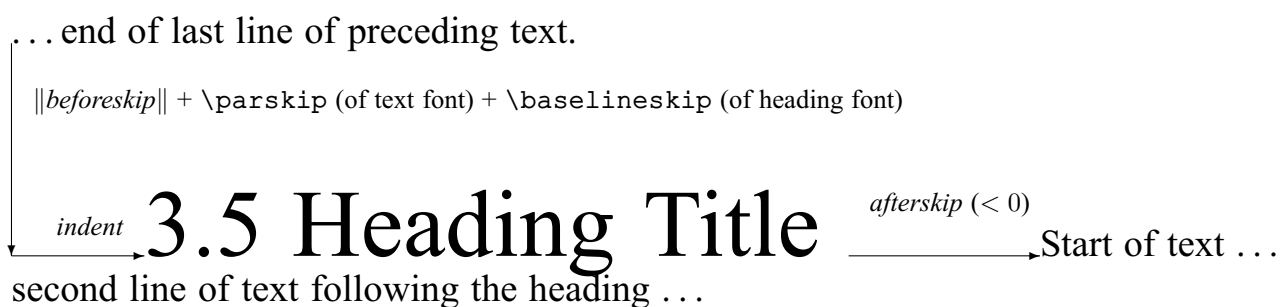 ... end of last line of preceding text.
‖beforeskip‖ + \parskip (of text font) + \baselineskip (of heading font)
indent 3.5 Heading Title afterskip (< 0) Start of text ...
second line of text following the heading ...